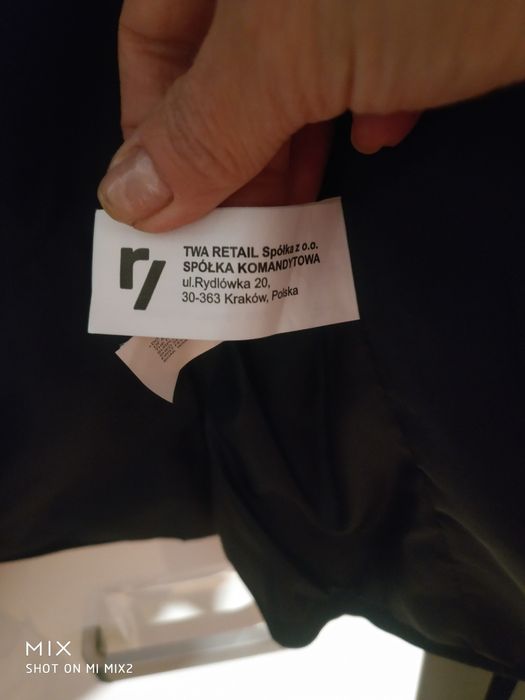 r/
TWA RETAIL Spółka z o.o.
SPÓŁKA KOMANDYTOWA
ul.Rydlówka 20,
30-363 Kraków, Polska
MIX
SHOT ON MI MIX2